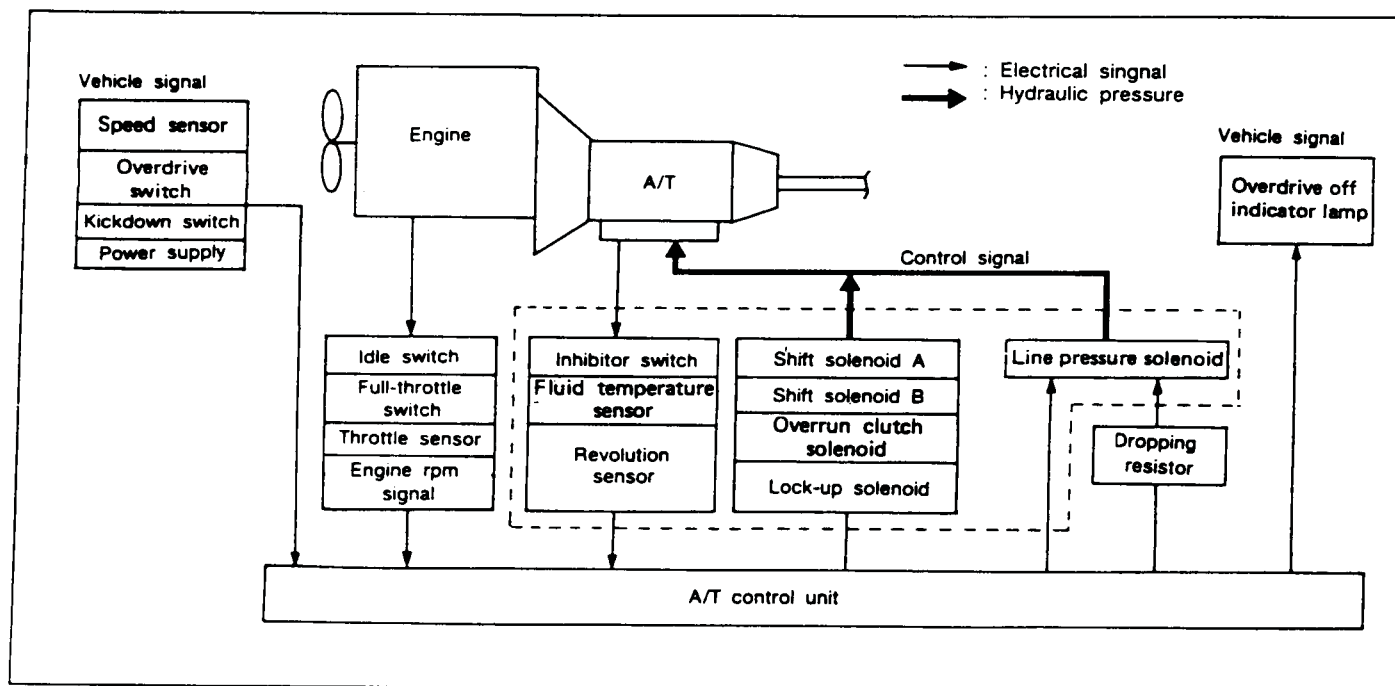 Vehicle signal
Speed sensor
Overdrive
switch
Kickdown switch
Power supply
Engine
A/T
: Electrical singnal
: Hydraulic pressure
Vehicle signal
Overdrive off
indicator lamp
Control signal
Idle switch
Full-throttle
switch
Throttle sensor
Engine rpm
signal
Inhibitor switch
Fluid temperature
sensor
Revolution
sensor
Shift solenoid A
Shift solenoid B
Overrun clutch
solenoid
Lock-up solenoid
Line pressure solenoid
Dropping
resistor
A/T control unit